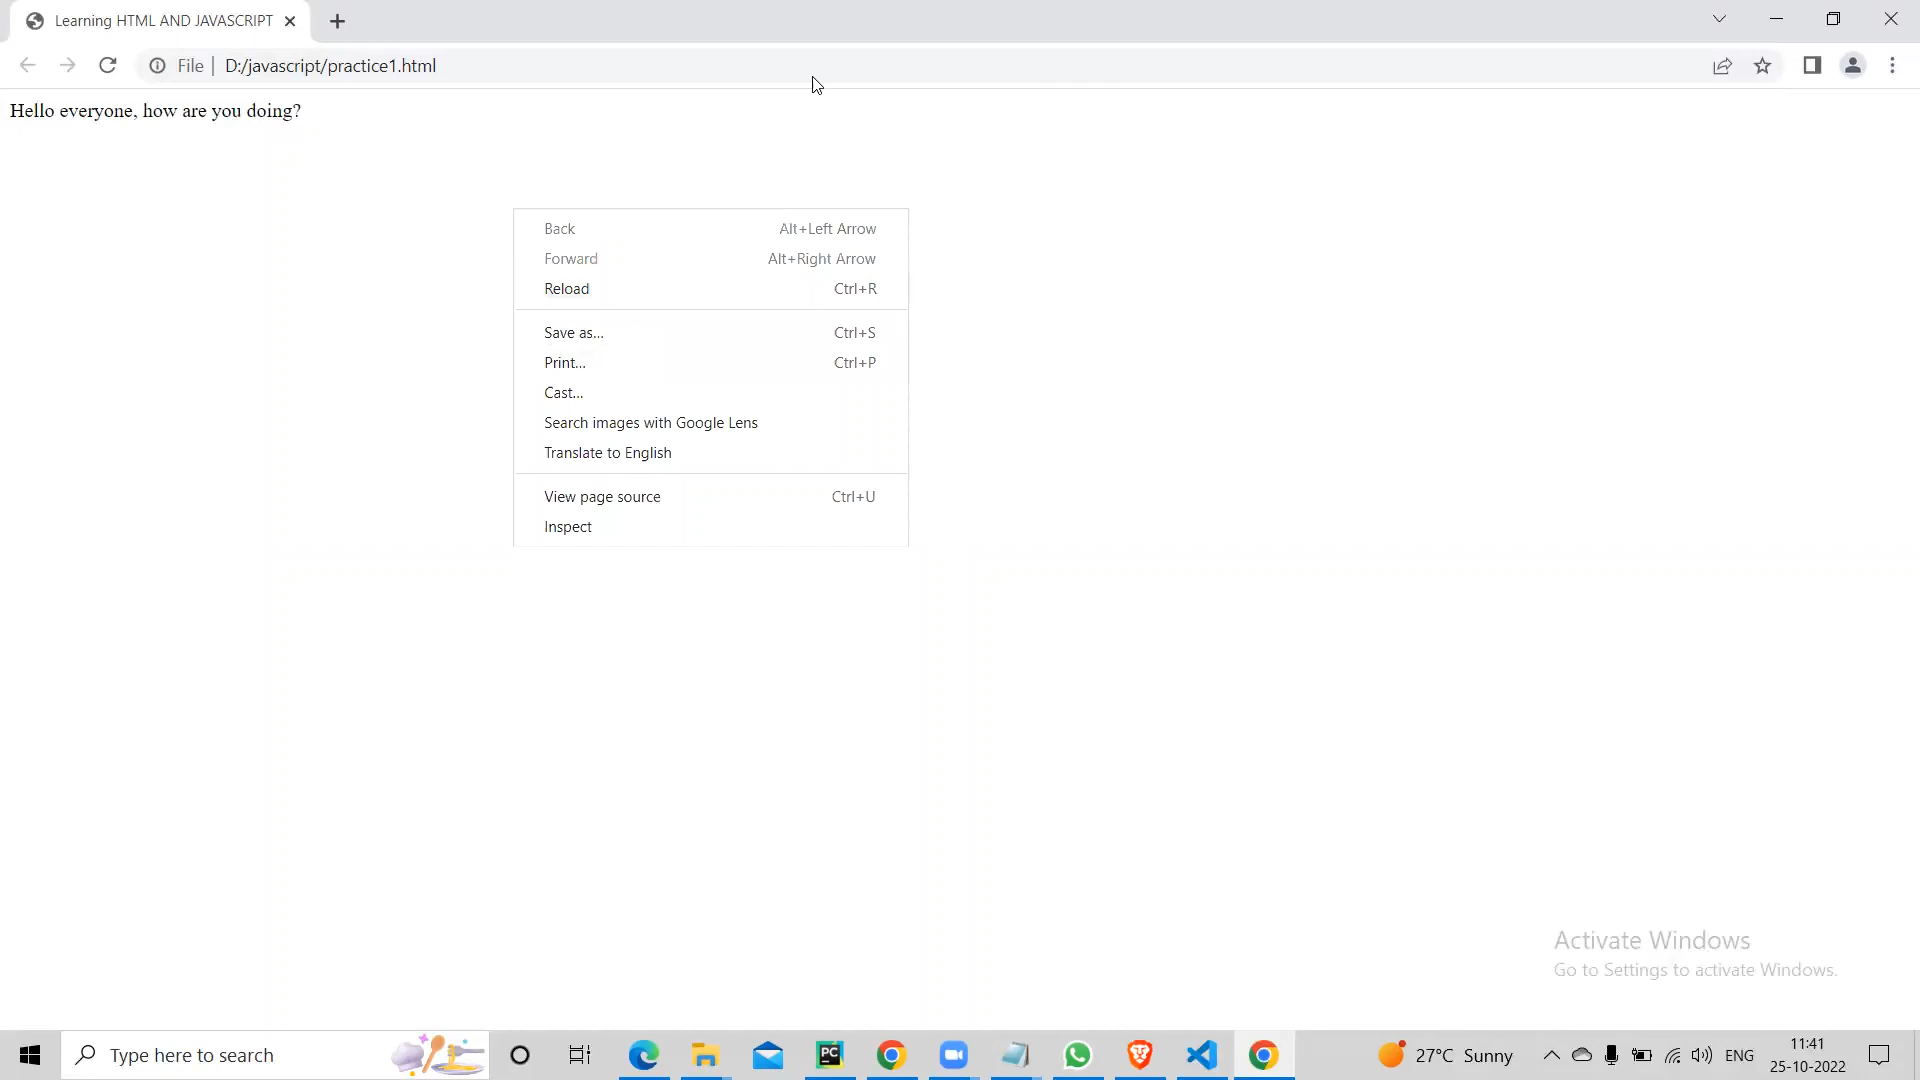 Learning HTML AND JAVASCRIPT
File | D:/javascript/practice1.html
Hello everyone, how are you doing?
Back Alt+Left Arrow
Forward Alt+Right Arrow
Reload Ctrl+R
Save as... Ctrl+S
Print... Ctrl+P
Cast...
Search images with Google Lens
Translate to English
View page source Ctrl+U
Inspect
Activate Windows
Go to Settings to activate Windows.
Type here to search
PC
27°C Sunny
ENG
11:41
25-10-2022